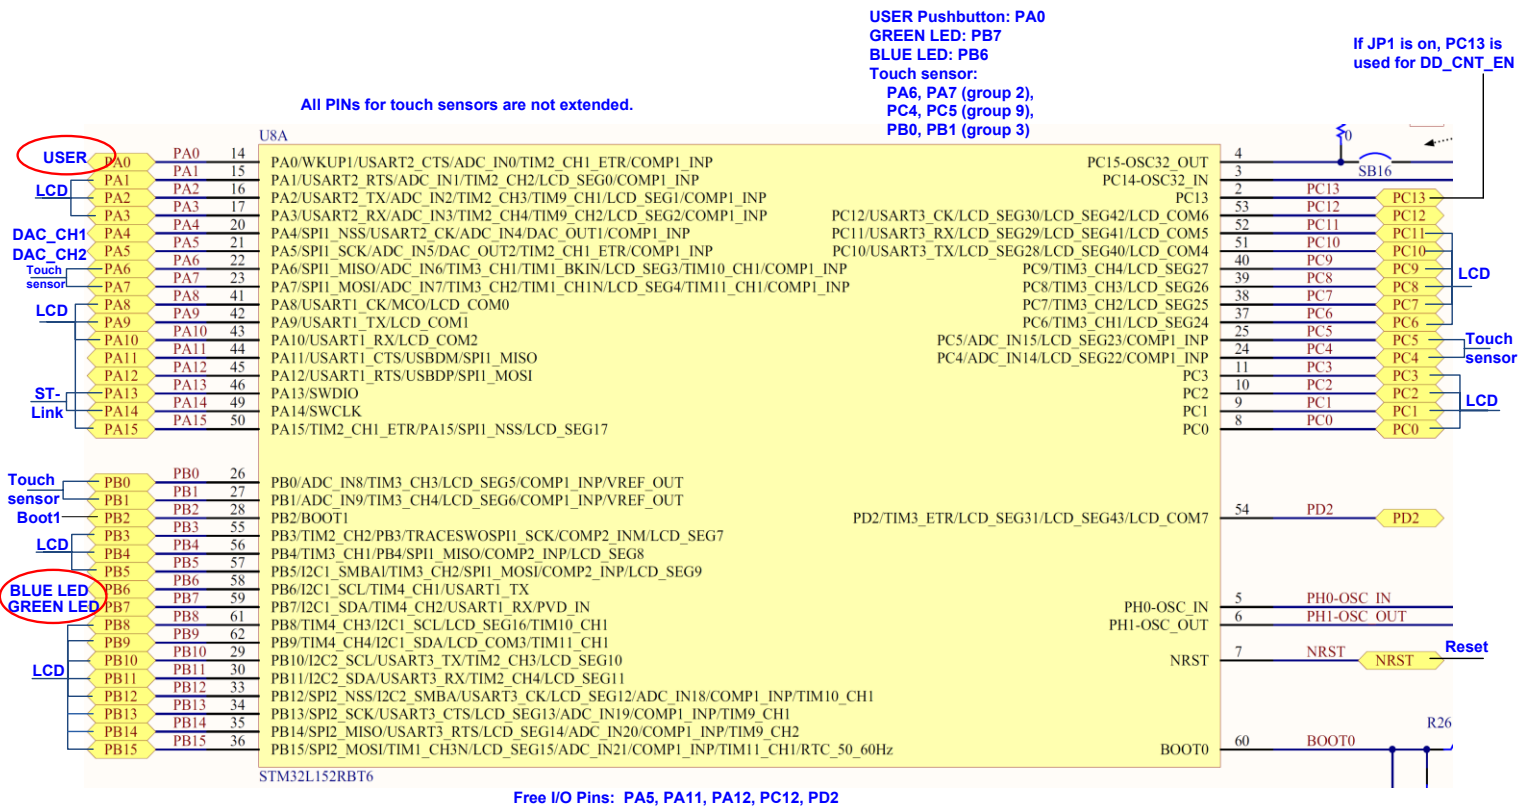 USER Pushbutton: PA0
GREEN LED: PB7
BLUE LED: PB6
Touch sensor:
PA6, PA7 (group 2),
PC4, PC5 (group 9),
PB0, PB1 (group 3)
If JP1 is on, PC13 is
used for DD_CNT_EN
All PINs for touch sensors are not extended.
U8A
USER PA0 PA0 14 PA0/WKUP1/USART2_CTS/ADC_IN0/TIM2_CH1_ETR/COMP1_INP
PA1 PA1 15 PA1/USART2_RTS/ADC_IN1/TIM2_CH2/LCD_SEG0/COMP1_INP
LCD PA2 PA2 16 PA2/USART2_TX/ADC_IN2/TIM2_CH3/TIM9_CH1/LCD_SEG1/COMP1_INP
PA3 PA3 17 PA3/USART2_RX/ADC_IN3/TIM2_CH4/TIM9_CH2/LCD_SEG2/COMP1_INP
DAC_CH1 PA4 PA4 20 PA4/SPI1_NSS/USART2_CK/ADC_IN4/DAC_OUT1/COMP1_INP
DAC_CH2 PA5 PA5 21 PA5/SPI1_SCK/ADC_IN5/DAC_OUT2/TIM2_CH1_ETR/COMP1_INP
Touch PA6 PA6 22 PA6/SPI1_MISO/ADC_IN6/TIM3_CH1/TIM1_BKIN/LCD_SEG3/TIM10_CH1/COMP1_INP
sensor PA7 PA7 23 PA7/SPI1_MOSI/ADC_IN7/TIM3_CH2/TIM1_CH1N/LCD_SEG4/TIM11_CH1/COMP1_INP
PA8 PA8 41 PA8/USART1_CK/MCO/LCD_COM0
LCD PA9 PA9 42 PA9/USART1_TX/LCD_COM1
PA10 PA10 43 PA10/USART1_RX/LCD_COM2
PA11 PA11 44 PA11/USART1_CTS/USBDM/SPI1_MISO
PA12 PA12 45 PA12/USART1_RTS/USBDP/SPI1_MOSI
ST- PA13 PA13 46 PA13/SWDIO
Link PA14 PA14 49 PA14/SWCLK
PA15 PA15 50 PA15/TIM2_CH1_ETR/PA15/SPI1_NSS/LCD_SEG17
Touch PB0 PB0 26 PB0/ADC_IN8/TIM3_CH3/LCD_SEG5/COMP1_INP/VREF_OUT
sensor PB1 PB1 27 PB1/ADC_IN9/TIM3_CH4/LCD_SEG6/COMP1_INP/VREF_OUT
Boot1 PB2 PB2 28 PB2/BOOT1
PB3 PB3 55 PB3/TIM2_CH2/PB3/TRACESWOSPI1_SCK/COMP2_INM/LCD_SEG7
LCD PB4 PB4 56 PB4/TIM3_CH1/PB4/SPI1_MISO/COMP2_INP/LCD_SEG8
PB5 PB5 57 PB5/I2C1_SMBAI/TIM3_CH2/SPI1_MOSI/COMP2_INP/LCD_SEG9
BLUE LED PB6 PB6 58 PB6/I2C1_SCL/TIM4_CH1/USART1_TX
GREEN LED PB7 PB7 59 PB7/I2C1_SDA/TIM4_CH2/USART1_RX/PVD_IN
PB8 PB8 61 PB8/TIM4_CH3/I2C1_SCL/LCD_SEG16/TIM10_CH1
PB9 PB9 62 PB9/TIM4_CH4/I2C1_SDA/LCD_COM3/TIM11_CH1
PB10 PB10 29 PB10/I2C2_SCL/USART3_TX/TIM2_CH3/LCD_SEG10
LCD PB11 PB11 30 PB11/I2C2_SDA/USART3_RX/TIM2_CH4/LCD_SEG11
PB12 PB12 33 PB12/SPI2_NSS/I2C2_SMBA/USART3_CK/LCD_SEG12/ADC_IN18/COMP1_INP/TIM10_CH1
PB13 PB13 34 PB13/SPI2_SCK/USART3_CTS/LCD_SEG13/ADC_IN19/COMP1_INP/TIM9_CH1
PB14 PB14 35 PB14/SPI2_MISO/USART3_RTS/LCD_SEG14/ADC_IN20/COMP1_INP/TIM9_CH2
PB15 PB15 36 PB15/SPI2_MOSI/TIM1_CH3N/LCD_SEG15/ADC_IN21/COMP1_INP/TIM11_CH1/RTC_50_60Hz
PC15-OSC32_OUT 4
SB16
PC14-OSC32_IN 3
PC13 2 PC13 PC13
PC12/USART3_CK/LCD_SEG30/LCD_SEG42/LCD_COM6 53 PC12 PC12
PC11/USART3_RX/LCD_SEG29/LCD_SEG41/LCD_COM5 52 PC11 PC11
PC10/USART3_TX/LCD_SEG28/LCD_SEG40/LCD_COM4 51 PC10 PC10
PC9/TIM3_CH4/LCD_SEG27 40 PC9 PC9 LCD
PC8/TIM3_CH3/LCD_SEG26 39 PC8 PC8
PC7/TIM3_CH2/LCD_SEG25 38 PC7 PC7
PC6/TIM3_CH1/LCD_SEG24 37 PC6 PC6
PC5/ADC_IN15/LCD_SEG23/COMP1_INP 25 PC5 PC5 Touch
PC4/ADC_IN14/LCD_SEG22/COMP1_INP 24 PC4 PC4 sensor
PC3 11 PC3 PC3
PC2 10 PC2 PC2 LCD
PC1 9 PC1 PC1
PC0 8 PC0 PC0
PD2/TIM3_ETR/LCD_SEG31/LCD_SEG43/LCD_COM7 54 PD2 PD2
PH0-OSC_IN 5 PH0-OSC_IN
PH1-OSC_OUT 6 PH1-OSC_OUT
NRST 7 NRST NRST Reset
R26
BOOT0 60 BOOT0
STM32L152RBT6
Free I/O Pins: PA5, PA11, PA12, PC12, PD2